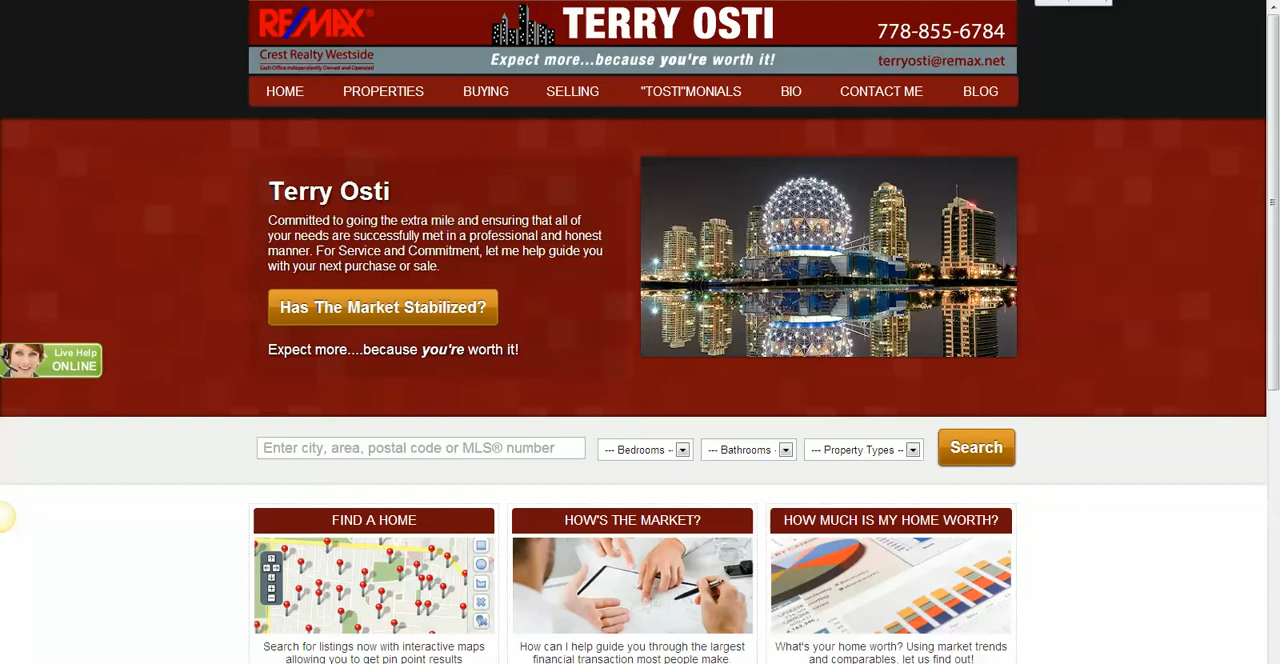 RE/MAX®
TERRY OSTI
778-855-6784
Crest Realty Westside
Each Office Independently Owned and Operated
Expect more...because you're worth it!
terryosti@remax.net
HOME PROPERTIES BUYING SELLING "TOSTI"MONIALS BIO CONTACT ME BLOG
Terry Osti
Committed to going the extra mile and ensuring that all of
your needs are successfully met in a professional and honest
manner. For Service and Commitment, let me help guide you
with your next purchase or sale.
Has The Market Stabilized?
Expect more....because you're worth it!
Live Help
ONLINE
Enter city, area, postal code or MLS® number
--- Bedrooms --
--- Bathrooms -
--- Property Types --
Search
FIND A HOME
HOW'S THE MARKET?
HOW MUCH IS MY HOME WORTH?
Search for listings now with interactive maps
allowing you to get pin point results
How can I help guide you through the largest
financial transaction most people make.
What's your home worth? Using market trends
and comparables, let us find out!